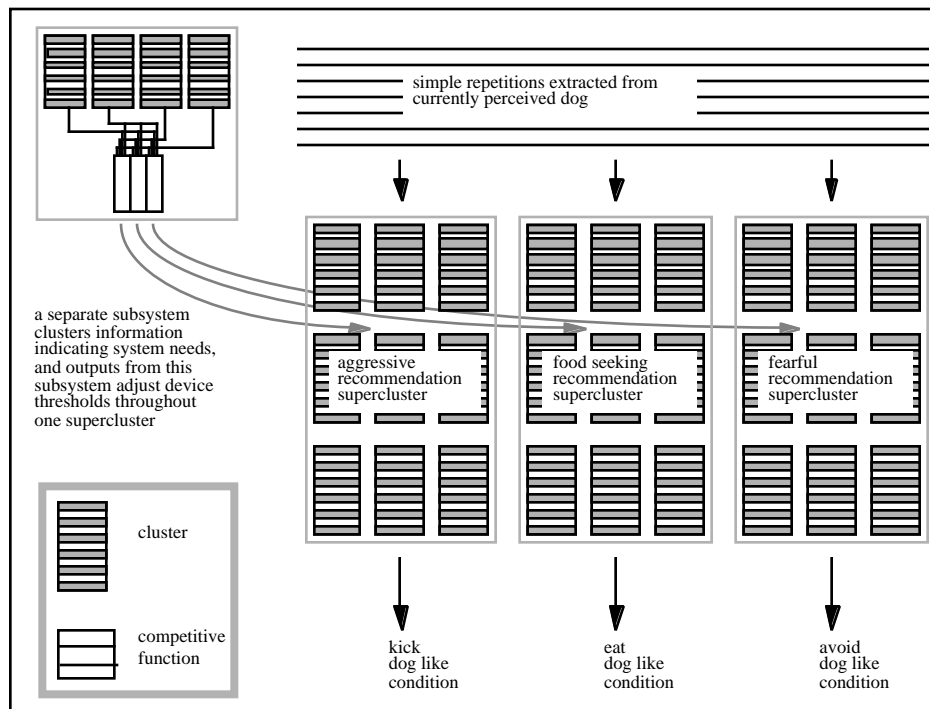 simple repetitions extracted from
currently perceived dog
a separate subsystem
clusters information
indicating system needs,
and outputs from this
subsystem adjust device
thresholds throughout
one supercluster
aggressive
recommendation
supercluster
food seeking
recommendation
supercluster
fearful
recommendation
supercluster
cluster
competitive
function
kick
dog like
condition
eat
dog like
condition
avoid
dog like
condition